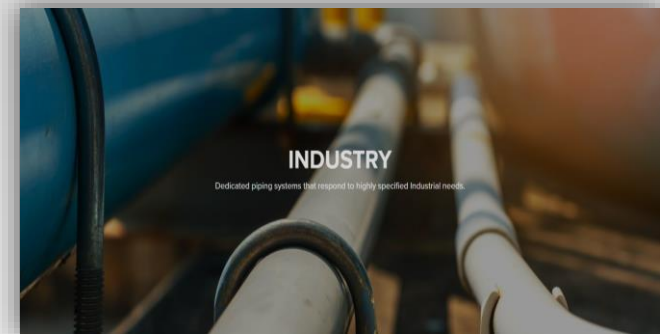 INDUSTRY
Dedicated piping systems that respond to highly specified Industrial needs.